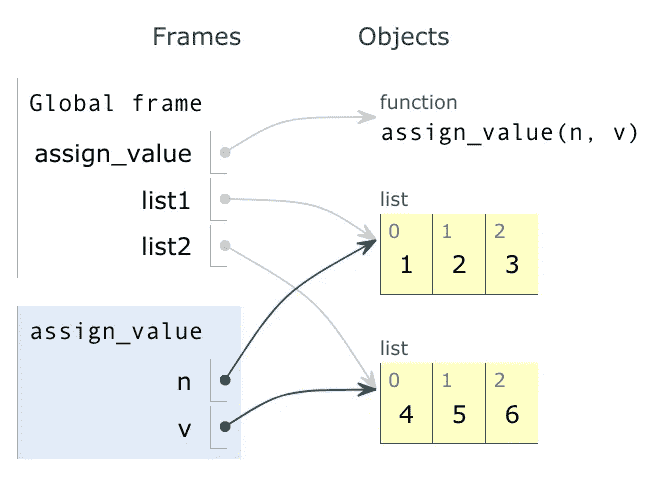 Frames Objects
Global frame
function
assign_value
assign_value(n, v)
list1
list
list2
0 1 2
1 2 3
assign_value
list
n
0 1 2
4 5 6
v